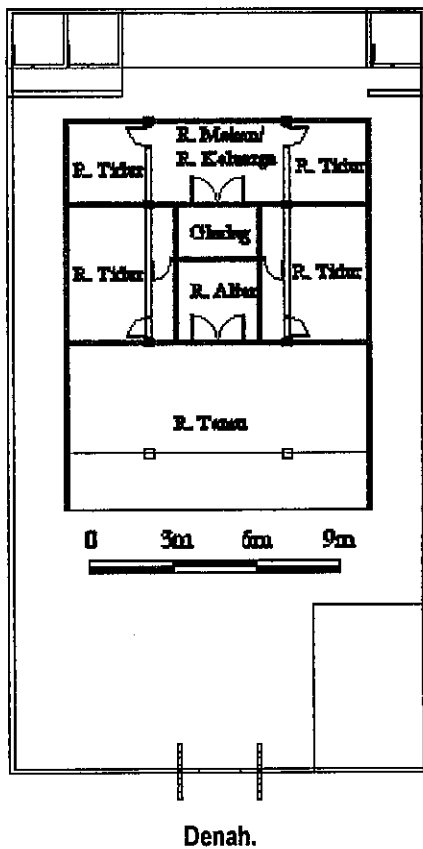 R. Makan/
R. Keluarga
R. Tidur
R. Tidur
Gudang
R. Tidur
R. Tidur
R. Altar
R. Tamu
0 3m 6m 9m
Denah.